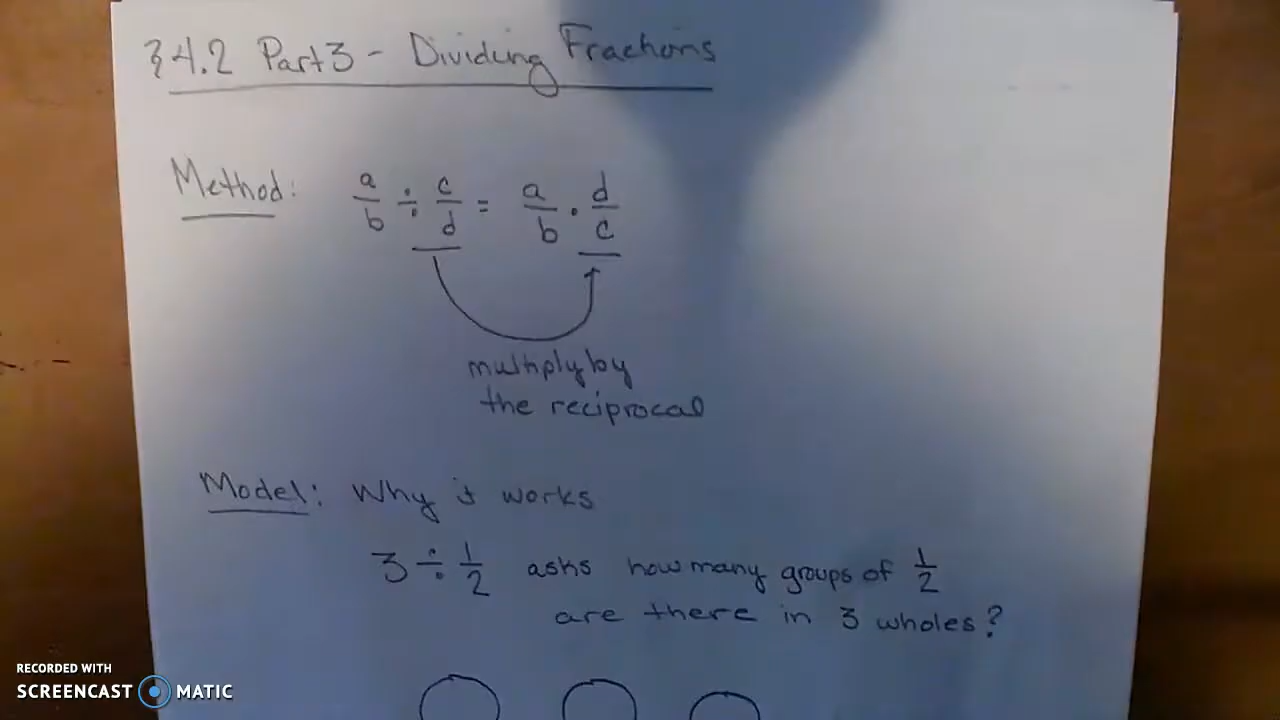 §4.2 Part 3 - Dividing Fractions
Method: a/b ÷ c/d = a/b · d/c
multiply by
the reciprocal
Model: Why it works
3 ÷ 1/2 asks how many groups of 1/2
are there in 3 wholes?
RECORDED WITH
SCREENCAST MATIC